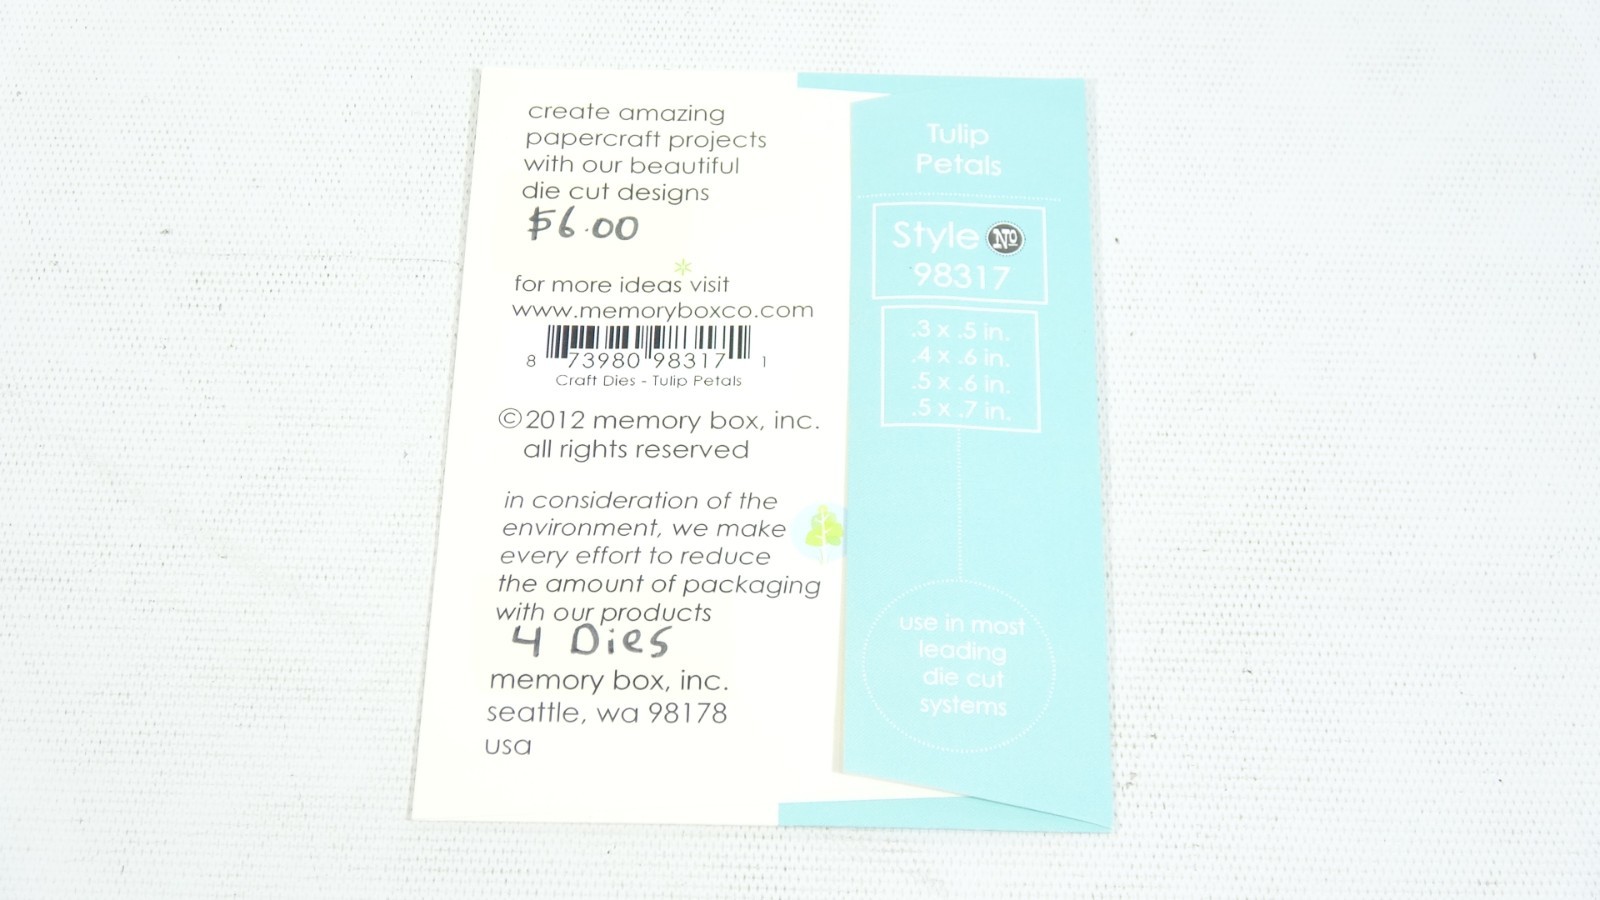 create amazing
papercraft projects
with our beautiful
die cut designs
$6.00
for more ideas visit
www.memoryboxco.com
8 73980 98317 1
Craft Dies - Tulip Petals
©2012 memory box, inc.
all rights reserved
in consideration of the
environment, we make
every effort to reduce
the amount of packaging
with our products
4 Dies
memory box, inc.
seattle, wa 98178
usa
Tulip
Petals
Style Nº
98317
.3 x .5 in.
.4 x .6 in.
.5 x .6 in.
.5 x .7 in.
use in most
leading
die cut
systems